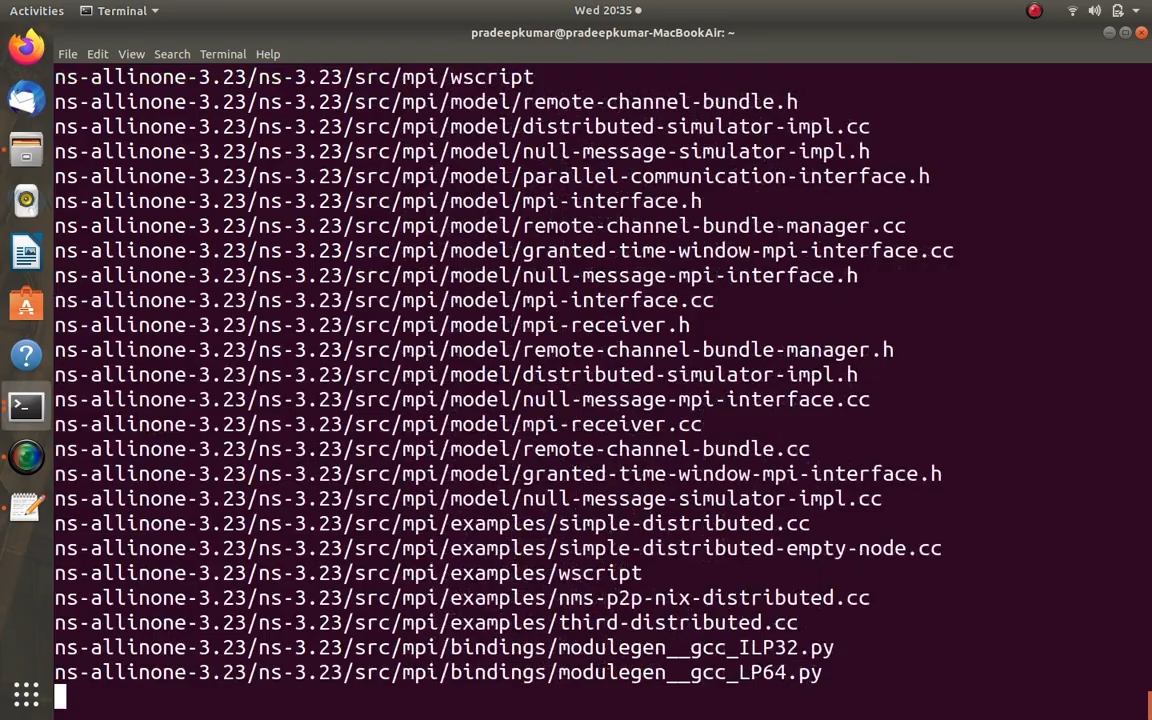 Activities Terminal Wed 20:35
pradeepkumar@pradeepkumar-MacBookAir: ~
File Edit View Search Terminal Help
ns-allinone-3.23/ns-3.23/src/mpi/wscript
ns-allinone-3.23/ns-3.23/src/mpi/model/remote-channel-bundle.h
ns-allinone-3.23/ns-3.23/src/mpi/model/distributed-simulator-impl.cc
ns-allinone-3.23/ns-3.23/src/mpi/model/null-message-simulator-impl.h
ns-allinone-3.23/ns-3.23/src/mpi/model/parallel-communication-interface.h
ns-allinone-3.23/ns-3.23/src/mpi/model/mpi-interface.h
ns-allinone-3.23/ns-3.23/src/mpi/model/remote-channel-bundle-manager.cc
ns-allinone-3.23/ns-3.23/src/mpi/model/granted-time-window-mpi-interface.cc
ns-allinone-3.23/ns-3.23/src/mpi/model/null-message-mpi-interface.h
ns-allinone-3.23/ns-3.23/src/mpi/model/mpi-interface.cc
ns-allinone-3.23/ns-3.23/src/mpi/model/mpi-receiver.h
ns-allinone-3.23/ns-3.23/src/mpi/model/remote-channel-bundle-manager.h
ns-allinone-3.23/ns-3.23/src/mpi/model/distributed-simulator-impl.h
ns-allinone-3.23/ns-3.23/src/mpi/model/null-message-mpi-interface.cc
ns-allinone-3.23/ns-3.23/src/mpi/model/mpi-receiver.cc
ns-allinone-3.23/ns-3.23/src/mpi/model/remote-channel-bundle.cc
ns-allinone-3.23/ns-3.23/src/mpi/model/granted-time-window-mpi-interface.h
ns-allinone-3.23/ns-3.23/src/mpi/model/null-message-simulator-impl.cc
ns-allinone-3.23/ns-3.23/src/mpi/examples/simple-distributed.cc
ns-allinone-3.23/ns-3.23/src/mpi/examples/simple-distributed-empty-node.cc
ns-allinone-3.23/ns-3.23/src/mpi/examples/wscript
ns-allinone-3.23/ns-3.23/src/mpi/examples/nms-p2p-nix-distributed.cc
ns-allinone-3.23/ns-3.23/src/mpi/examples/third-distributed.cc
ns-allinone-3.23/ns-3.23/src/mpi/bindings/modulegen__gcc_ILP32.py
ns-allinone-3.23/ns-3.23/src/mpi/bindings/modulegen__gcc_LP64.py